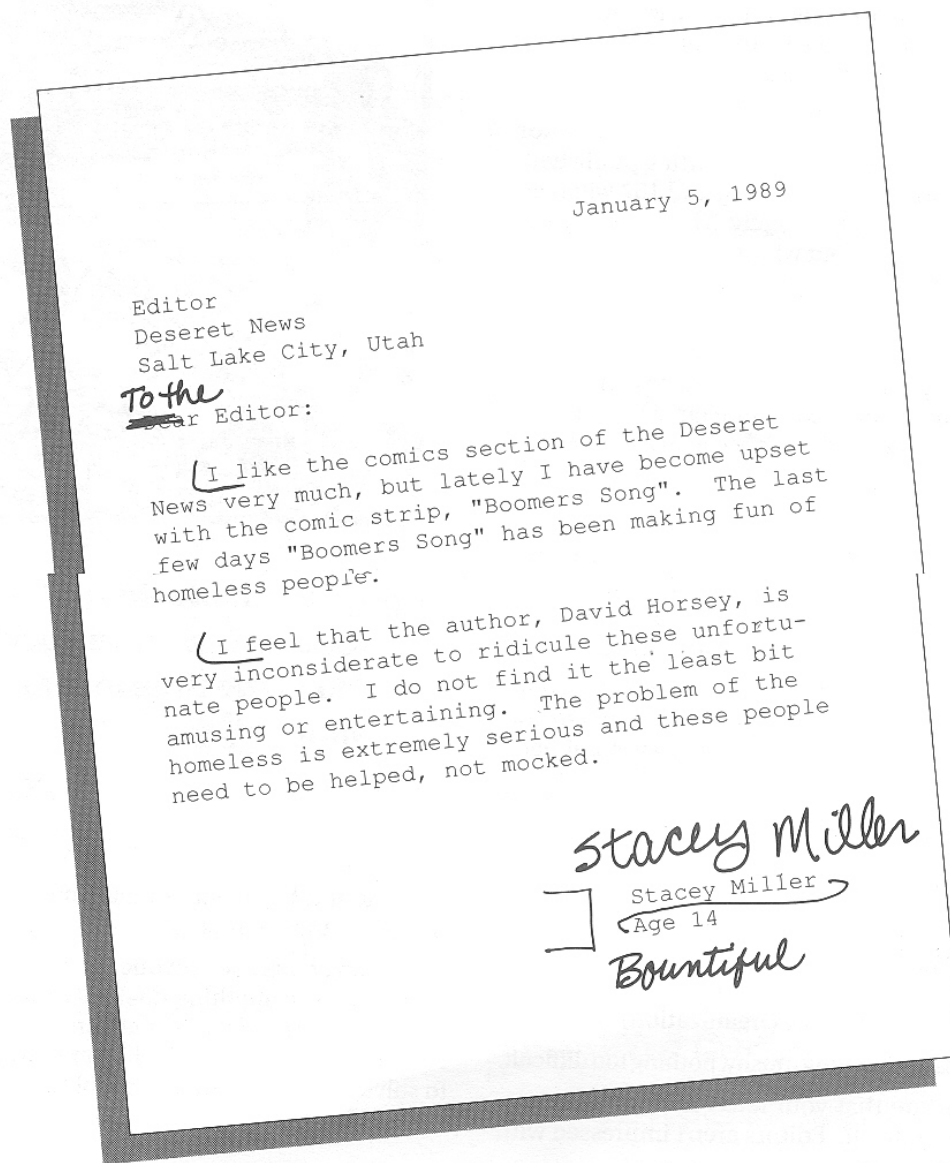 January 5, 1989
Editor
Deseret News
Salt Lake City, Utah
To the
Dear Editor:
I like the comics section of the Deseret
News very much, but lately I have become upset
with the comic strip, "Boomers Song". The last
few days "Boomers Song" has been making fun of
homeless people.
I feel that the author, David Horsey, is
very inconsiderate to ridicule these unfortu-
nate people. I do not find it the least bit
amusing or entertaining. The problem of the
homeless is extremely serious and these people
need to be helped, not mocked.
Stacey Miller
Stacey Miller
Age 14
Bountiful